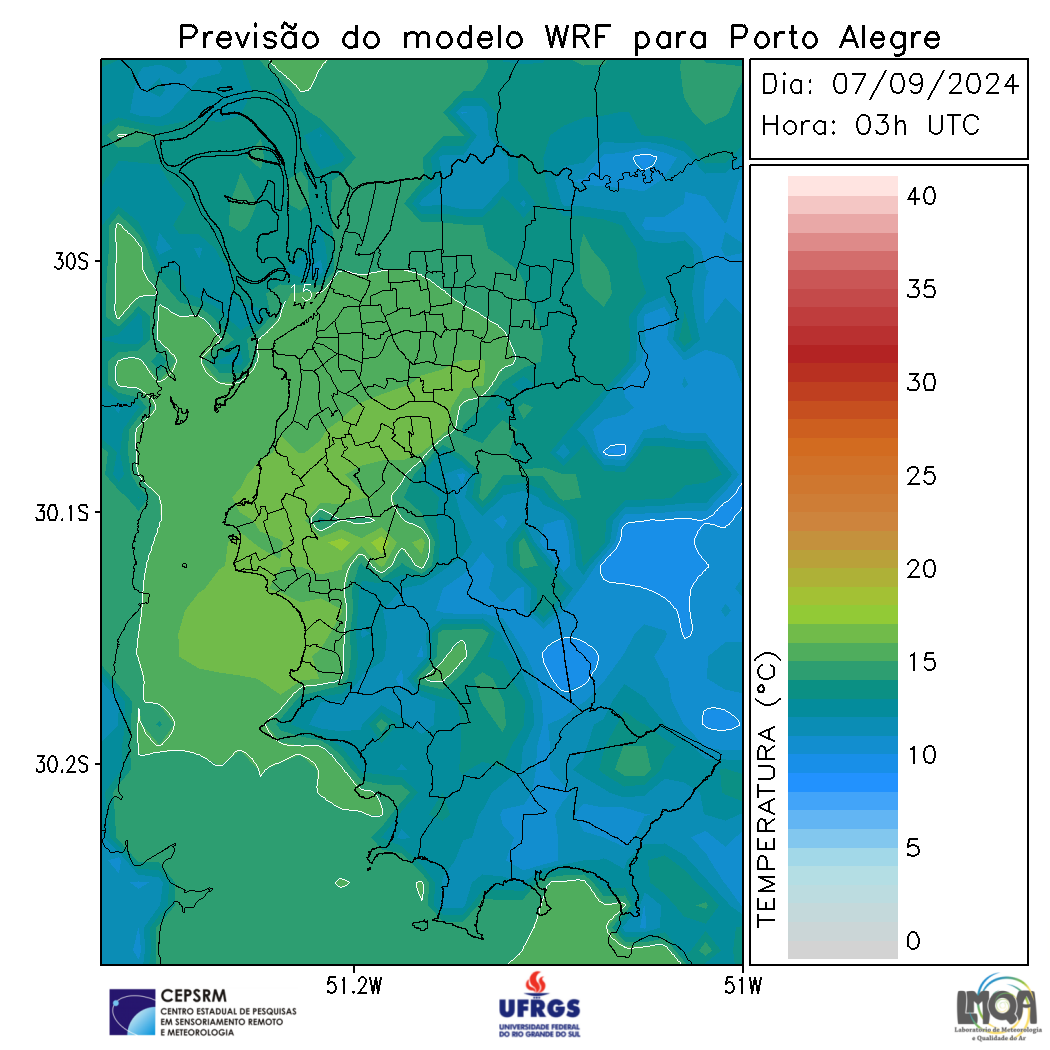 Previsão do modelo WRF para Porto Alegre
Dia: 07/09/2024
Hora: 03h UTC
40
35
30
25
20
15
10
5
0
TEMPERATURA (°C)
30S
30.1S
30.2S
15
51.2W
51W
CEPSRM
CENTRO ESTADUAL DE PESQUISAS
EM SENSORIAMENTO REMOTO
E METEOROLOGIA
UFRGS
UNIVERSIDADE FEDERAL
DO RIO GRANDE DO SUL
LMQA
Laboratório de Meteorologia
e Qualidade do Ar